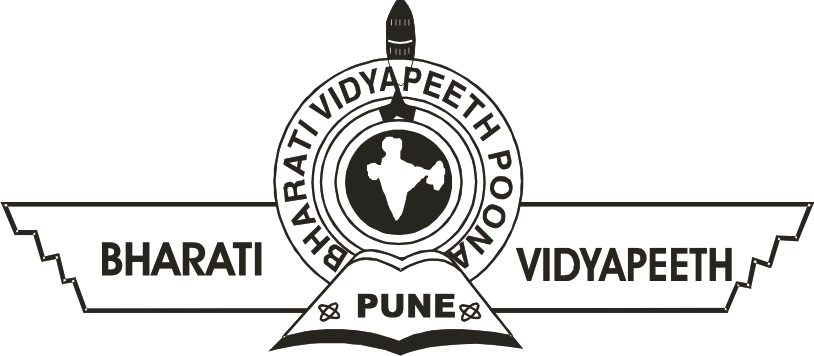 BHARATI VIDYAPEETH POONA
BHARATI VIDYAPEETH
PUNE